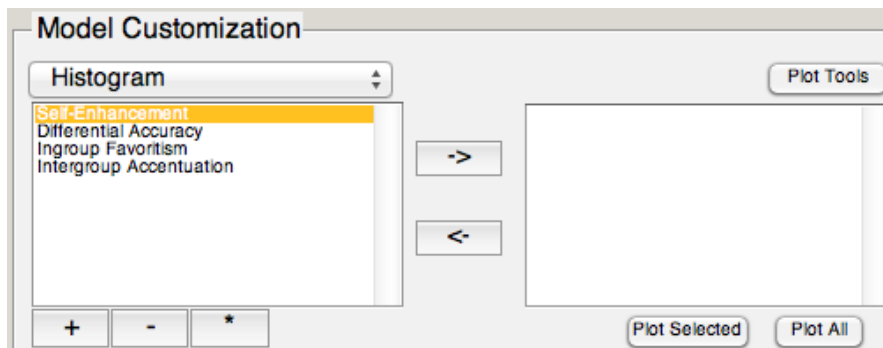 Model Customization
Histogram
Plot Tools
Self-Enhancement
Differential Accuracy
Ingroup Favoritism
Intergroup Accentuation
->
<-
+ - *
Plot Selected Plot All